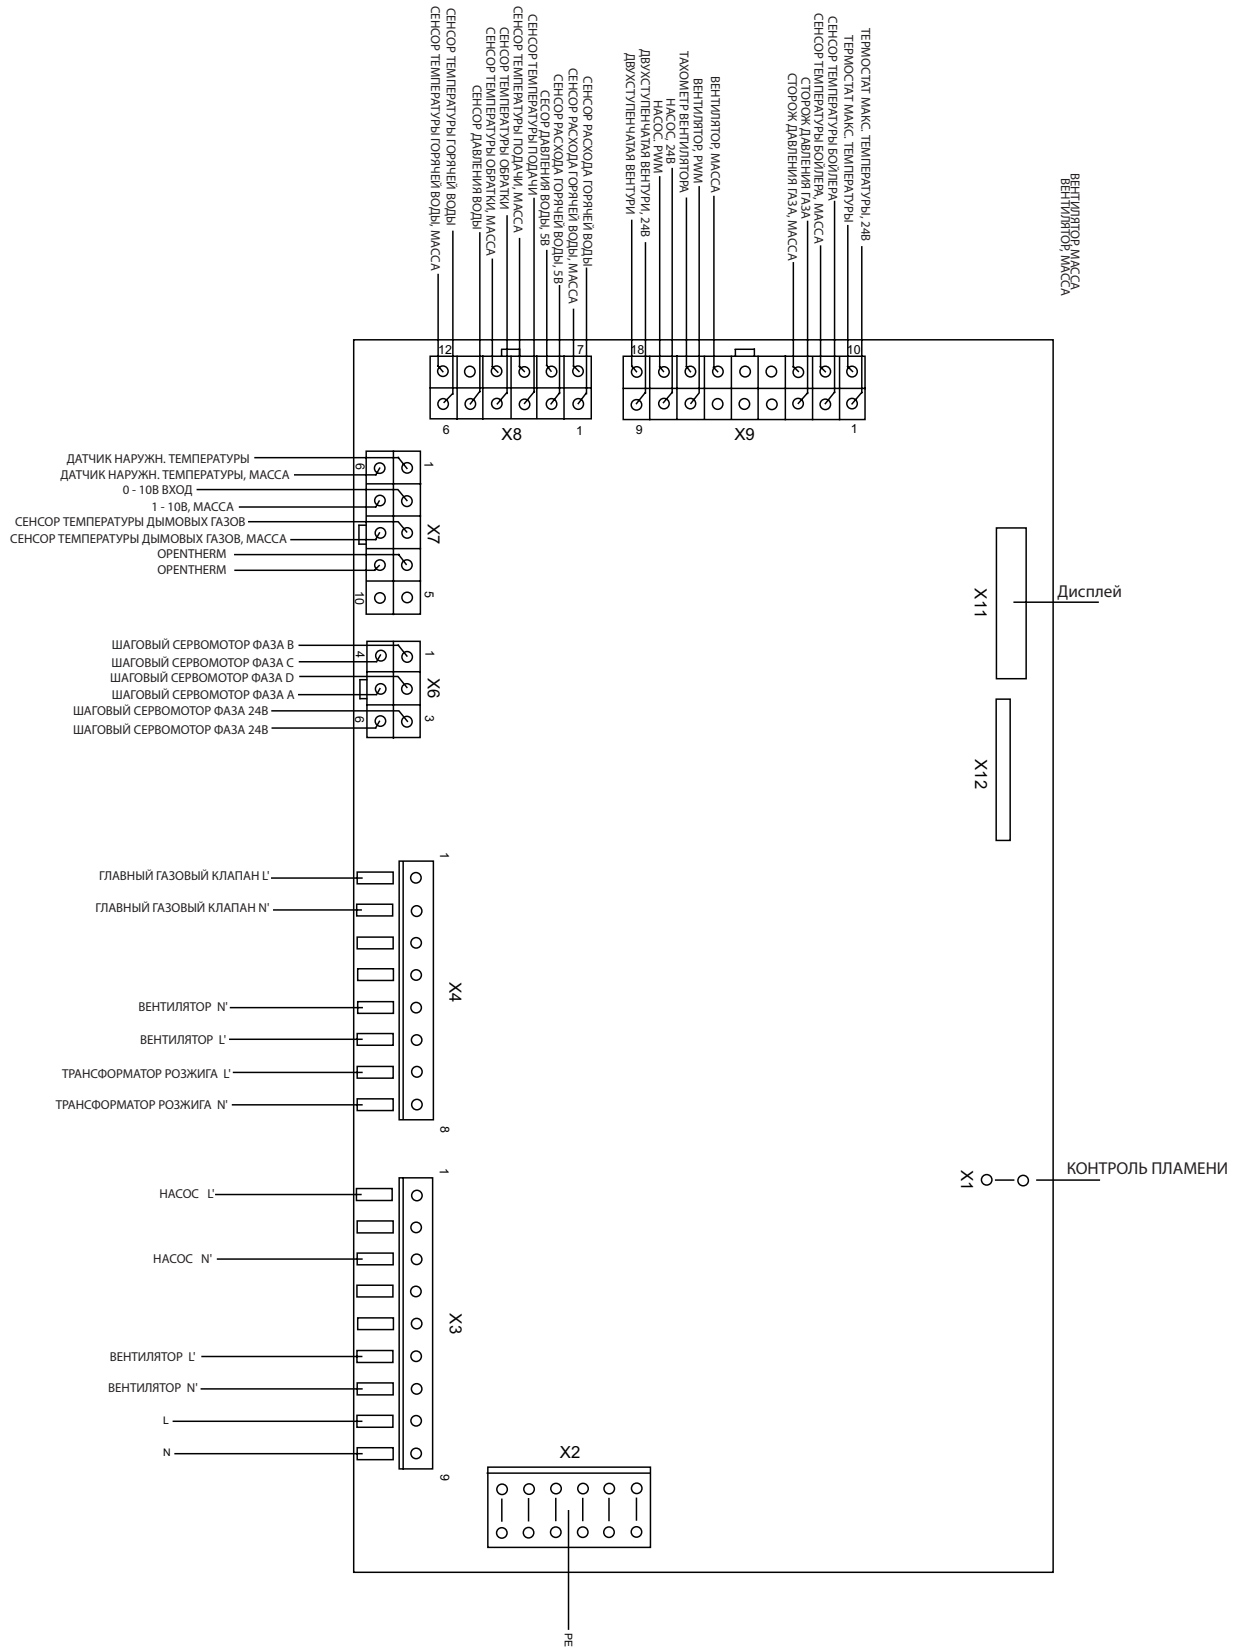 СЕНСОР ТЕМПЕРАТУРЫ ГОРЯЧЕЙ ВОДЫ, МАССА
СЕНСОР ТЕМПЕРАТУРЫ ГОРЯЧЕЙ ВОДЫ
СЕНСОР ДАВЛЕНИЯ ВОДЫ
СЕНСОР ТЕМПЕРАТУРЫ ОБРАТКИ, МАССА
СЕНСОР ТЕМПЕРАТУРЫ ОБРАТКИ
СЕНСОР ТЕМПЕРАТУРЫ ПОДАЧИ, МАССА
СЕНСОР ТЕМПЕРАТУРЫ ПОДАЧИ
СЕСОР ДАВЛЕНИЯ ВОДЫ, 5В
СЕНСОР РАСХОДА ГОРЯЧЕЙ ВОДЫ, 5В
СЕНСОР РАСХОДА ГОРЯЧЕЙ ВОДЫ, МАССА
СЕНСОР РАСХОДА ГОРЯЧЕЙ ВОДЫ
ДВУХСТУПЕНЧАТАЯ ВЕНТУРИ
ДВУХСТУПЕНЧАТАЯ ВЕНТУРИ, 24В
НАСОС, PWM
НАСОС, 24В
ТАХОМЕТР ВЕНТИЛЯТОРА
ВЕНТИЛЯТОР, PWM
ВЕНТИЛЯТОР, МАССА
СТОРОЖ ДАВЛЕНИЯ ГАЗА, МАССА
СТОРОЖ ДАВЛЕНИЯ ГАЗА
СЕНСОР ТЕМПЕРАТУРЫ БОЙЛЕРА, МАССА
СЕНСОР ТЕМПЕРАТУРЫ БОЙЛЕРА
ТЕРМОСТАТ МАКС. ТЕМПЕРАТУРЫ
ТЕРМОСТАТ МАКС. ТЕМПЕРАТУРЫ, 24В
ВЕНТИЛЯТОР, МАССА
ВЕНТИЛЯТОР, МАССА
12 7 18 10
6 X8 1 9 X9 1
ДАТЧИК НАРУЖН. ТЕМПЕРАТУРЫ
6 1
ДАТЧИК НАРУЖН. ТЕМПЕРАТУРЫ, МАССА
0 - 10В ВХОД
1 - 10В, МАССА
СЕНСОР ТЕМПЕРАТУРЫ ДЫМОВЫХ ГАЗОВ
X7
СЕНСОР ТЕМПЕРАТУРЫ ДЫМОВЫХ ГАЗОВ, МАССА
OPENTHERM
OPENTHERM
10 5
X11
Дисплей
ШАГОВЫЙ СЕРВОМОТОР ФАЗА B
4 1
ШАГОВЫЙ СЕРВОМОТОР ФАЗА C
ШАГОВЫЙ СЕРВОМОТОР ФАЗА D
X6
ШАГОВЫЙ СЕРВОМОТОР ФАЗА A
ШАГОВЫЙ СЕРВОМОТОР ФАЗА 24В
6 3
ШАГОВЫЙ СЕРВОМОТОР ФАЗА 24В
X12
1
ГЛАВНЫЙ ГАЗОВЫЙ КЛАПАН L'
ГЛАВНЫЙ ГАЗОВЫЙ КЛАПАН N'
X4
ВЕНТИЛЯТОР N'
ВЕНТИЛЯТОР L'
ТРАНСФОРМАТОР РОЗЖИГА L'
ТРАНСФОРМАТОР РОЗЖИГА N'
8
1
X1
КОНТРОЛЬ ПЛАМЕНИ
НАСОС L'
НАСОС N'
X3
ВЕНТИЛЯТОР L'
ВЕНТИЛЯТОР N'
L
N
9
X2
PE